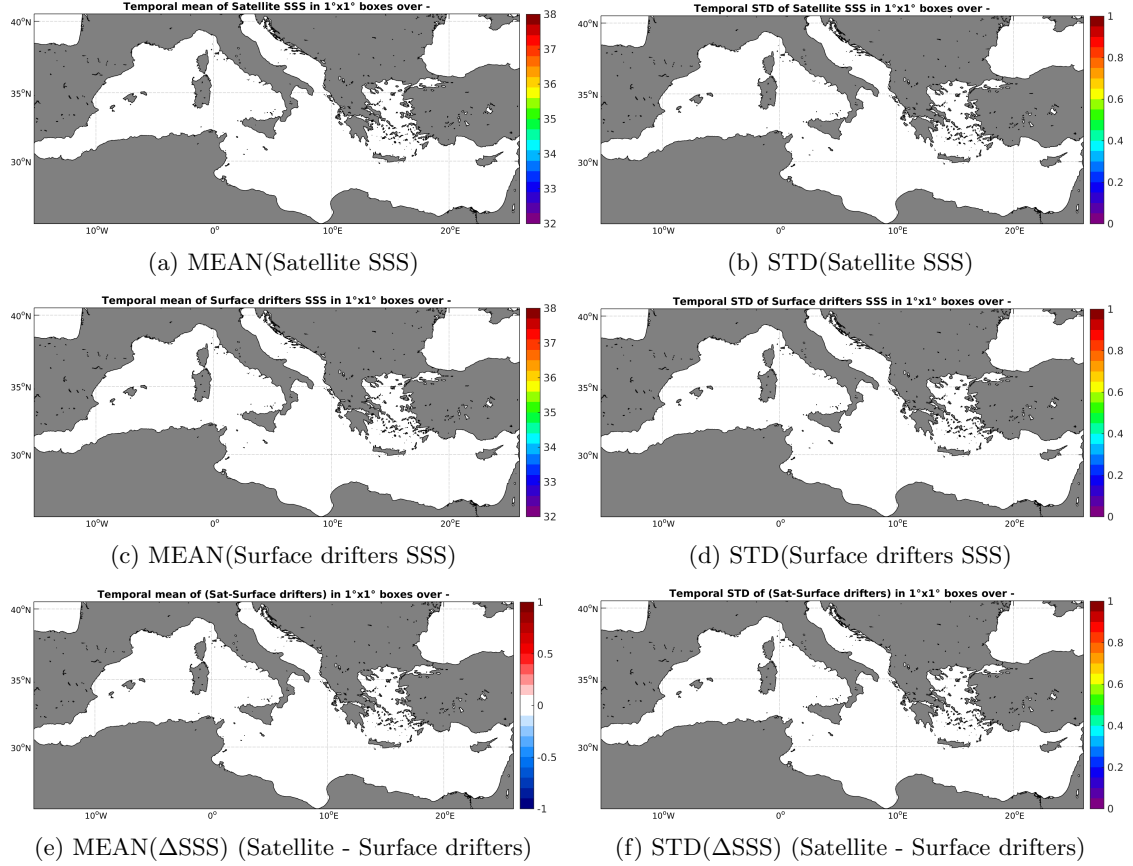 Temporal mean of Satellite SSS in 1°x1° boxes over -
40°N
35°N
30°N
10°W
0°
10°E
20°E
38
37
36
35
34
33
32
(a) MEAN(Satellite SSS)
Temporal STD of Satellite SSS in 1°x1° boxes over -
40°N
35°N
30°N
10°W
0°
10°E
20°E
1
0.8
0.6
0.4
0.2
0
(b) STD(Satellite SSS)
Temporal mean of Surface drifters SSS in 1°x1° boxes over -
40°N
35°N
30°N
10°W
0°
10°E
20°E
38
37
36
35
34
33
32
(c) MEAN(Surface drifters SSS)
Temporal STD of Surface drifters SSS in 1°x1° boxes over -
40°N
35°N
30°N
10°W
0°
10°E
20°E
1
0.8
0.6
0.4
0.2
0
(d) STD(Surface drifters SSS)
Temporal mean of (Sat-Surface drifters) in 1°x1° boxes over -
40°N
35°N
30°N
10°W
0°
10°E
20°E
1
0.5
0
-0.5
-1
(e) MEAN(ΔSSS) (Satellite - Surface drifters)
Temporal STD of (Sat-Surface drifters) in 1°x1° boxes over -
40°N
35°N
30°N
10°W
0°
10°E
20°E
1
0.8
0.6
0.4
0.2
0
(f) STD(ΔSSS) (Satellite - Surface drifters)